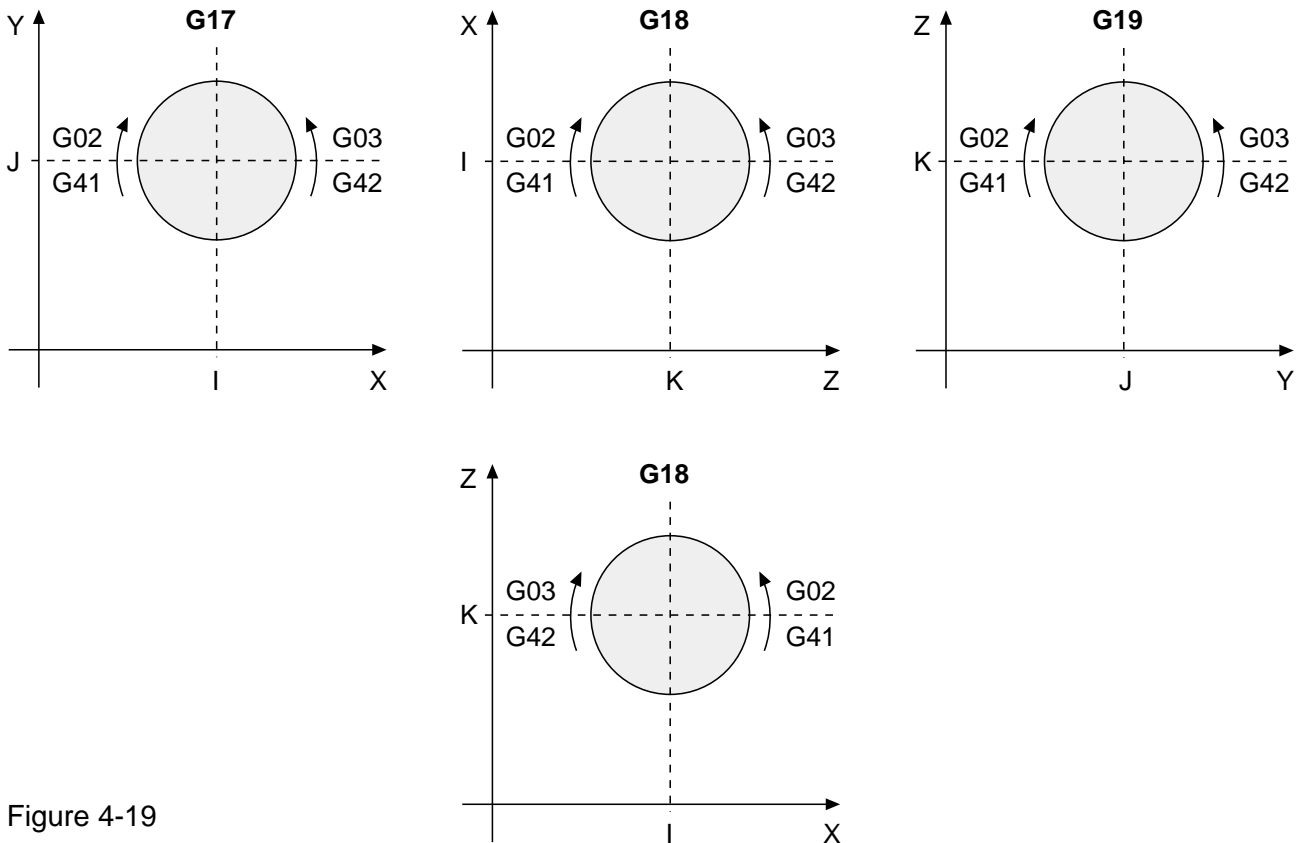 Y G17
G02 G03
J
G41 G42
I X
X G18
G02 G03
I
G41 G42
K Z
Z G19
G02 G03
K
G41 G42
J Y
Z G18
G03 G02
K
G42 G41
I X
Figure 4-19